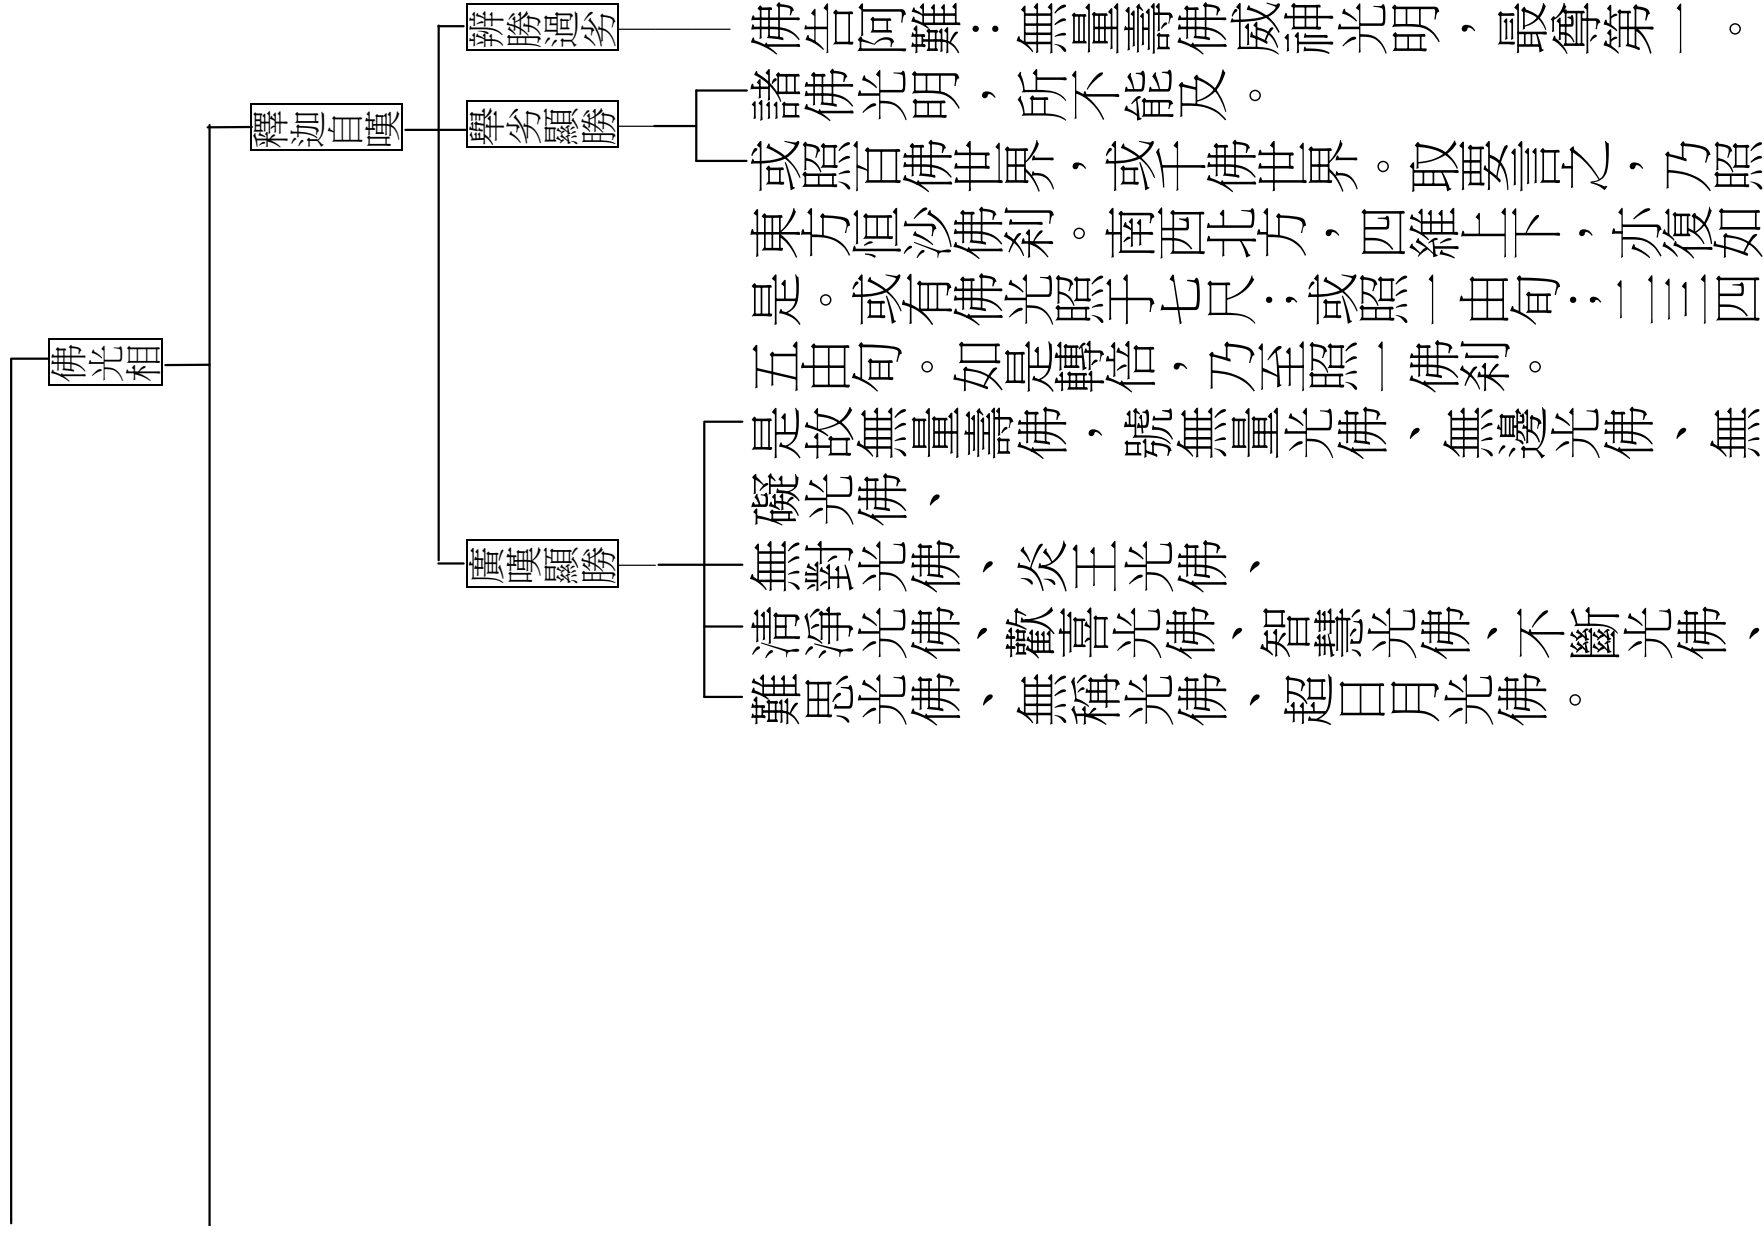 佛光相
釋迦自嘆
辨勝過劣
佛告阿難：無量壽佛威神光明，最尊第一。
舉劣顯勝
諸佛光明，所不能及。
或照百佛世界，或千佛世界。取要言之，乃照
東方恒沙佛剎。南西北方，四維上下，亦復如
是。或有佛光照于七尺；或照一由旬；二三四
五由旬。如是轉倍，乃至照一佛剎。
廣嘆顯勝
是故無量壽佛，號無量光佛、無邊光佛、無
礙光佛、
無對光佛、炎王光佛、
清淨光佛、歡喜光佛、智慧光佛、不斷光佛、
難思光佛、無稱光佛、超日月光佛。